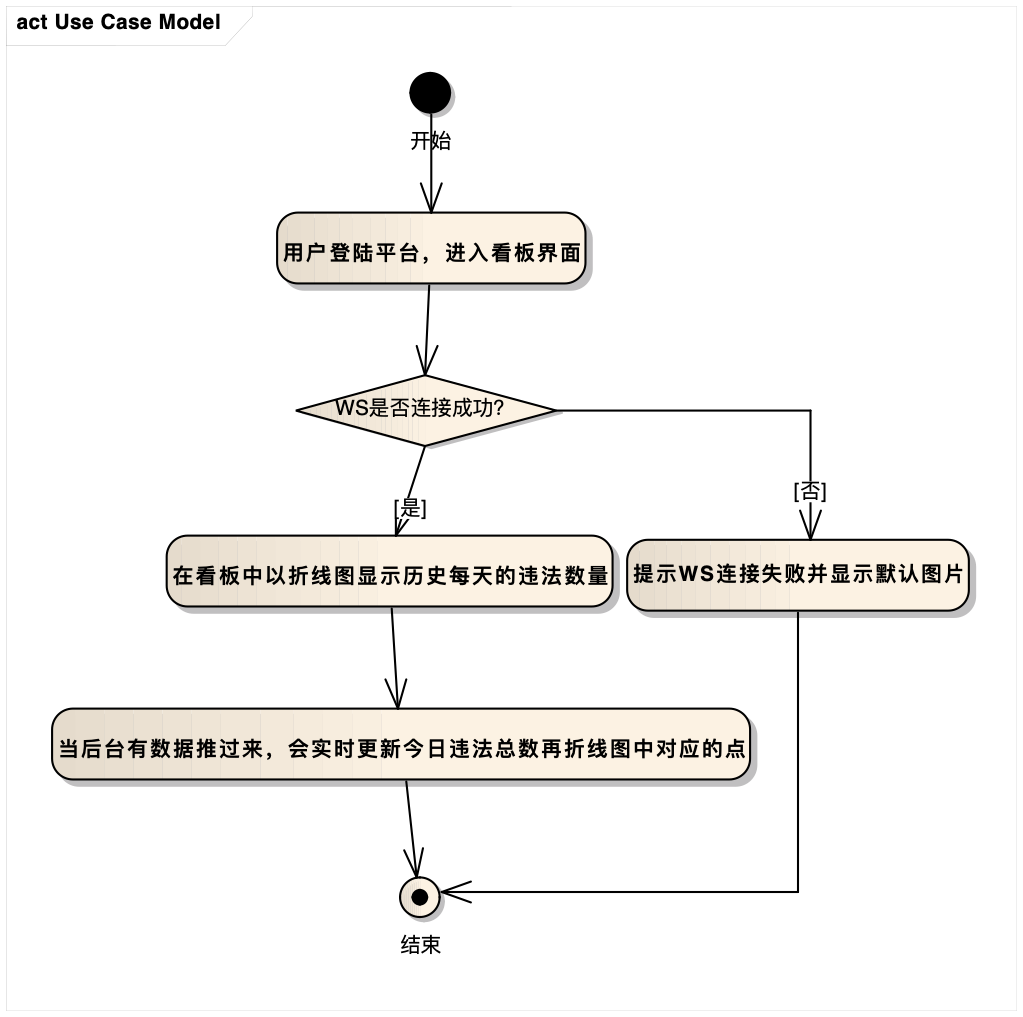 act Use Case Model
开始
用户登陆平台，进入看板界面
WS是否连接成功?
[是]
[否]
在看板中以折线图显示历史每天的违法数量
提示WS连接失败并显示默认图片
当后台有数据推过来，会实时更新今日违法总数再折线图中对应的点
结束